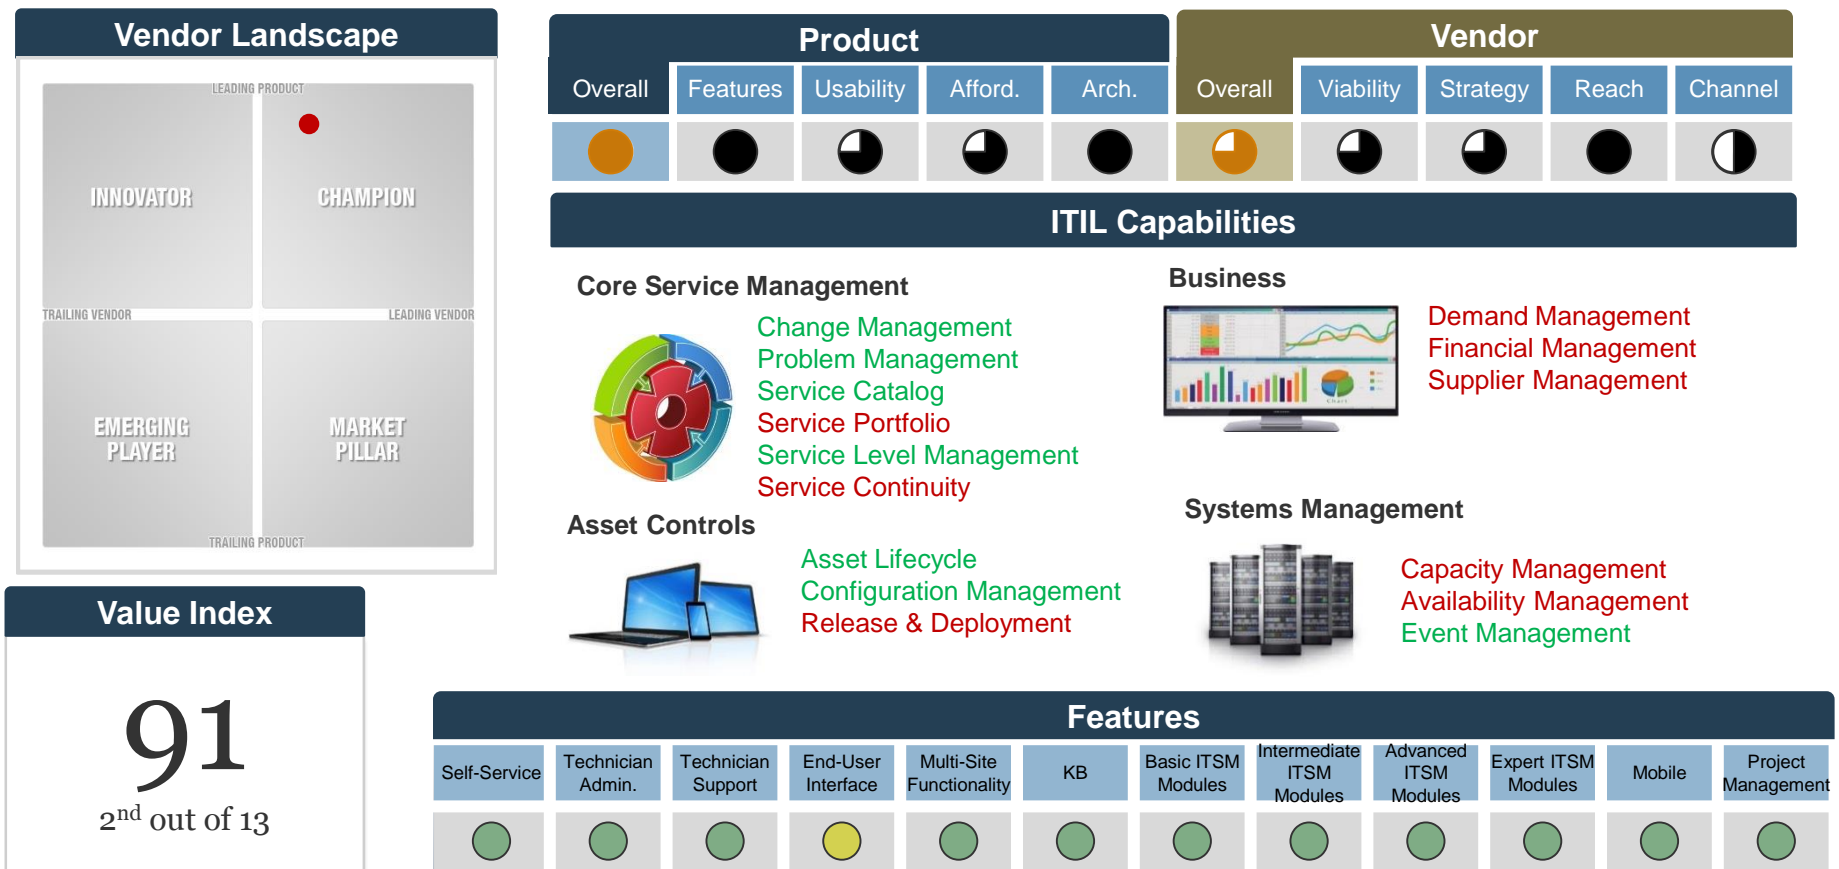 Vendor Landscape
LEADING PRODUCT
INNOVATOR
CHAMPION
TRAILING VENDOR
LEADING VENDOR
EMERGING
PLAYER
MARKET
PILLAR
TRAILING PRODUCT
Value Index
91
2nd out of 13
Product
Vendor
Overall
Features
Usability
Afford.
Arch.
Overall
Viability
Strategy
Reach
Channel
ITIL Capabilities
Core Service Management
Change Management
Problem Management
Service Catalog
Service Portfolio
Service Level Management
Service Continuity
Business
Demand Management
Financial Management
Supplier Management
Asset Controls
Asset Lifecycle
Configuration Management
Release & Deployment
Systems Management
Capacity Management
Availability Management
Event Management
Features
Self-Service
Technician
Admin.
Technician
Support
End-User
Interface
Multi-Site
Functionality
KB
Basic ITSM
Modules
Intermediate
ITSM
Modules
Advanced
ITSM
Modules
Expert ITSM
Modules
Mobile
Project
Management